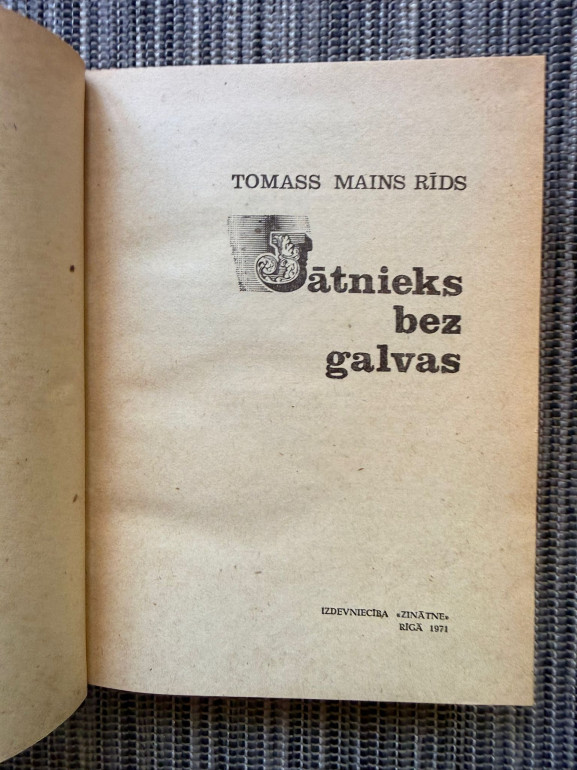 TOMASS MAINS RĪDS
Jātnieks
bez
galvas
IZDEVNIECĪBA «ZINĀTNE»
RĪGĀ 1971